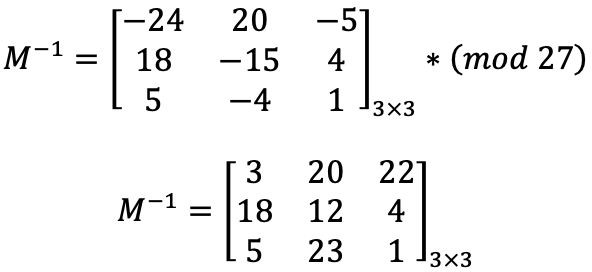 M⁻¹ = [−24 20 −5
18 −15 4
5 −4 1]₃ₓ₃ * (mod 27)
M⁻¹ = [3 20 22
18 12 4
5 23 1]₃ₓ₃